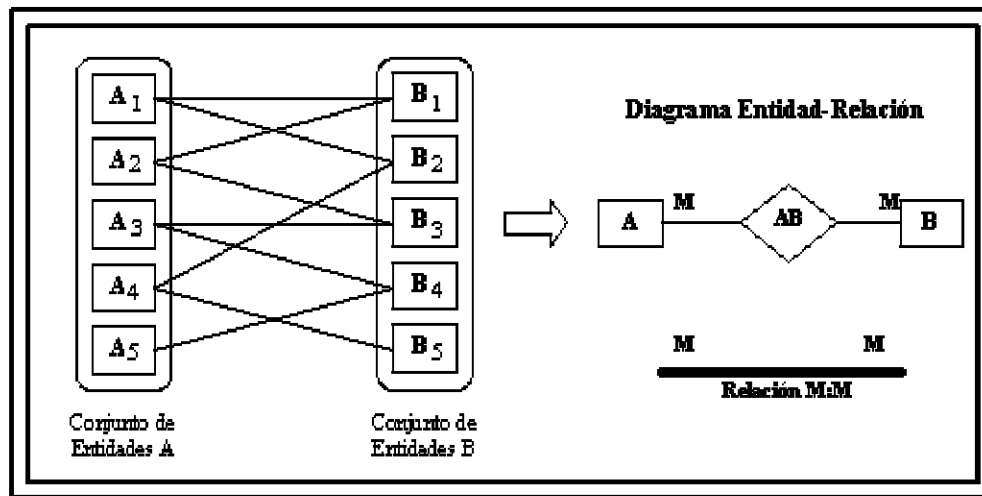 A1
A2
A3
A4
A5
Conjunto de
Entidades A
B1
B2
B3
B4
B5
Conjunto de
Entidades B
Diagrama Entidad-Relación
A M AB M B
M M
Relación M:M